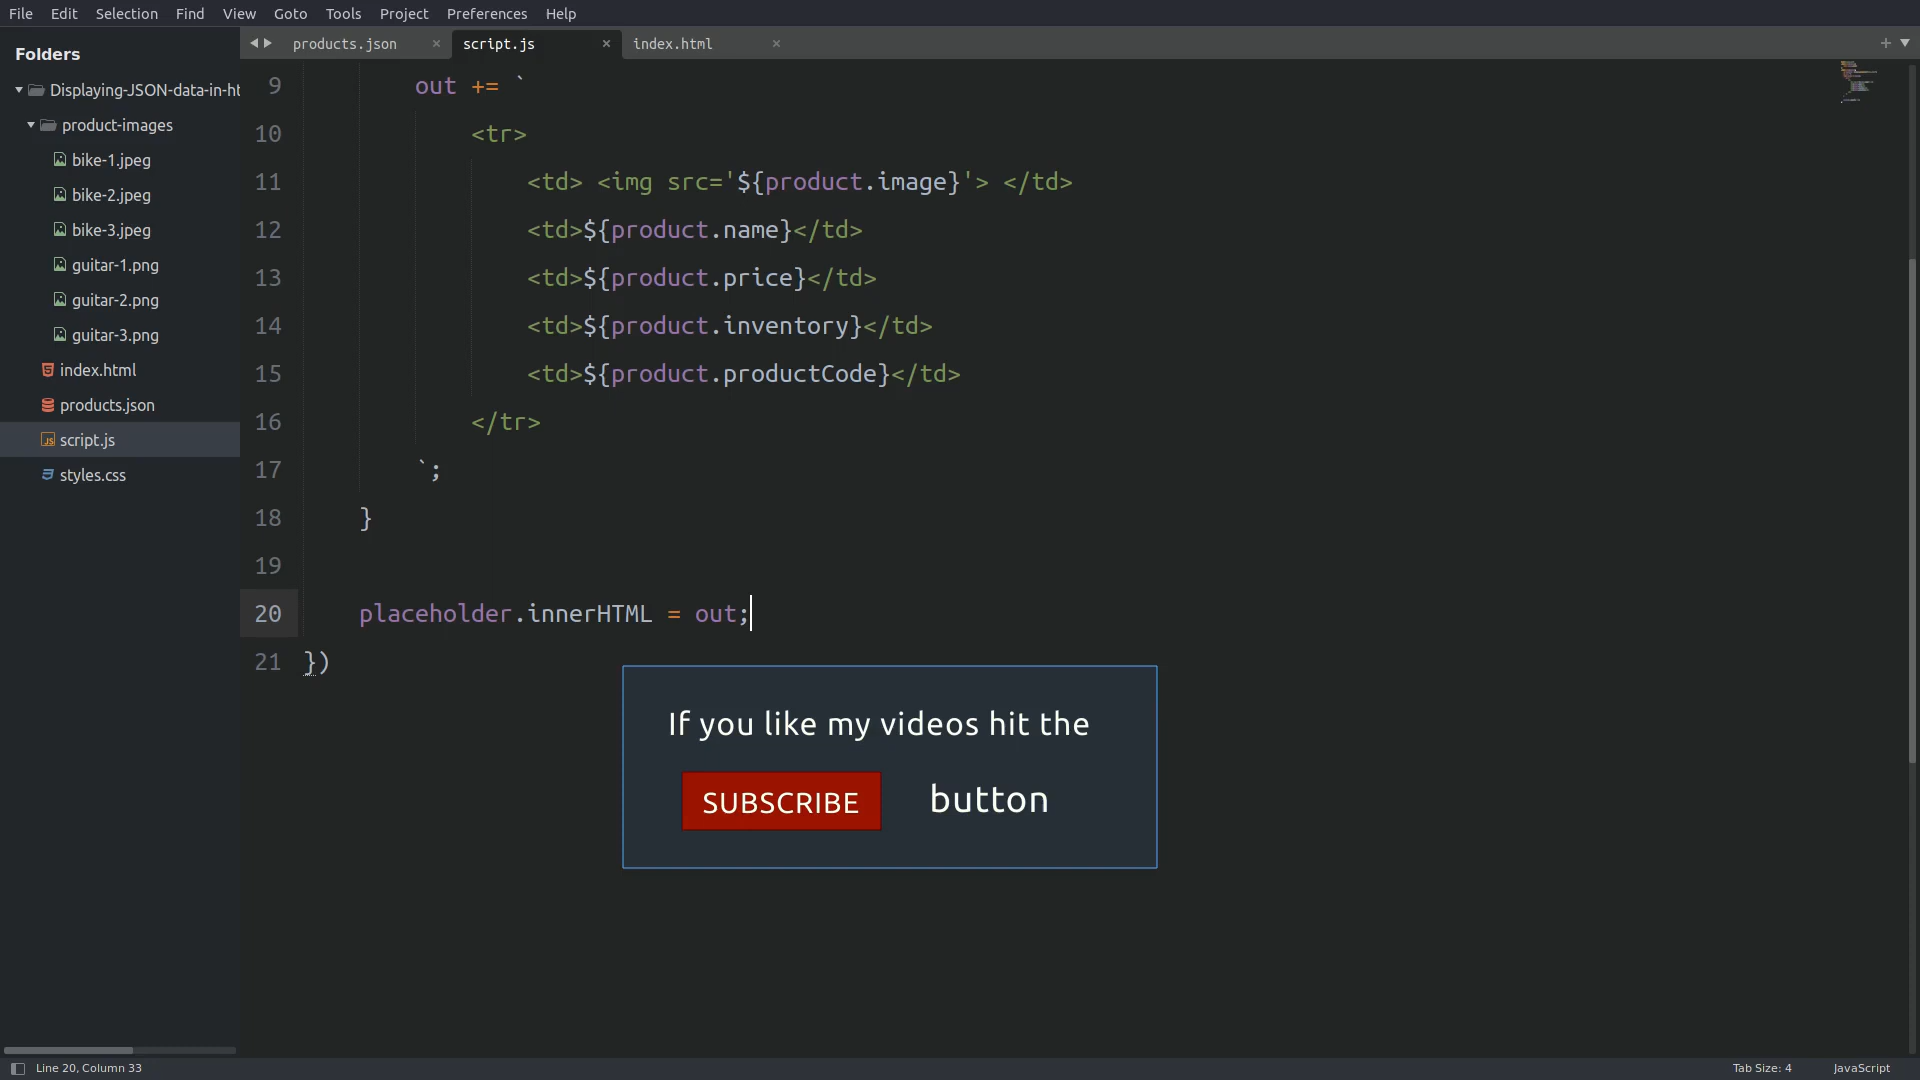 File Edit Selection Find View Goto Tools Project Preferences Help
Folders
Displaying-JSON-data-in-ht
product-images
bike-1.jpeg
bike-2.jpeg
bike-3.jpeg
guitar-1.png
guitar-2.png
guitar-3.png
index.html
products.json
script.js
styles.css
products.json × script.js × index.html × +
9 out += `
10 <tr>
11 <td> <img src='${product.image}'> </td>
12 <td>${product.name}</td>
13 <td>${product.price}</td>
14 <td>${product.inventory}</td>
15 <td>${product.productCode}</td>
16 </tr>
17 `;
18 }
19
20 placeholder.innerHTML = out;
21 })
If you like my videos hit the
SUBSCRIBE button
Line 20, Column 33 Tab Size: 4 JavaScript